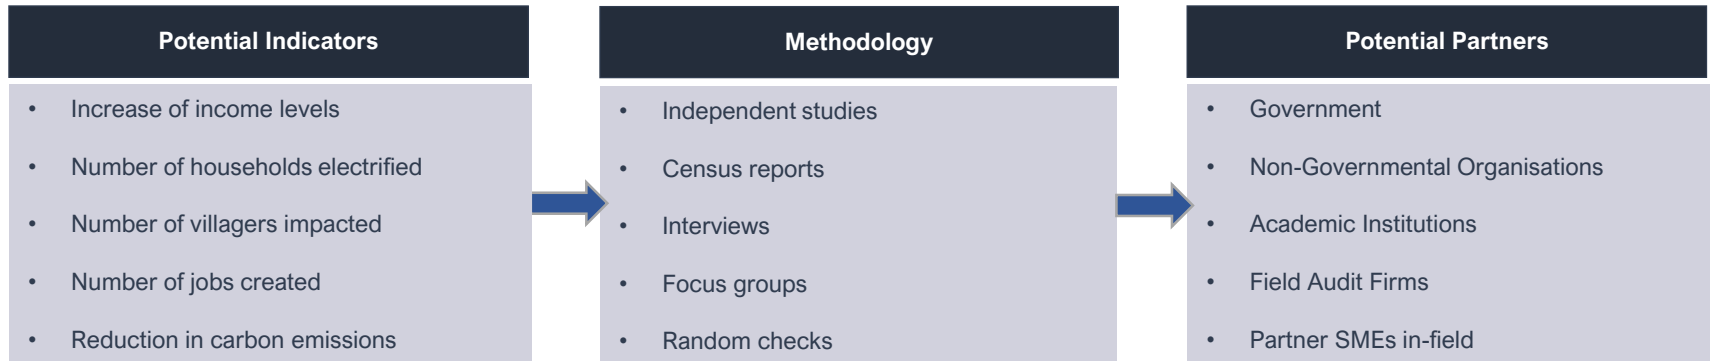 Potential Indicators
• Increase of income levels
• Number of households electrified
• Number of villagers impacted
• Number of jobs created
• Reduction in carbon emissions
Methodology
• Independent studies
• Census reports
• Interviews
• Focus groups
• Random checks
Potential Partners
• Government
• Non-Governmental Organisations
• Academic Institutions
• Field Audit Firms
• Partner SMEs in-field